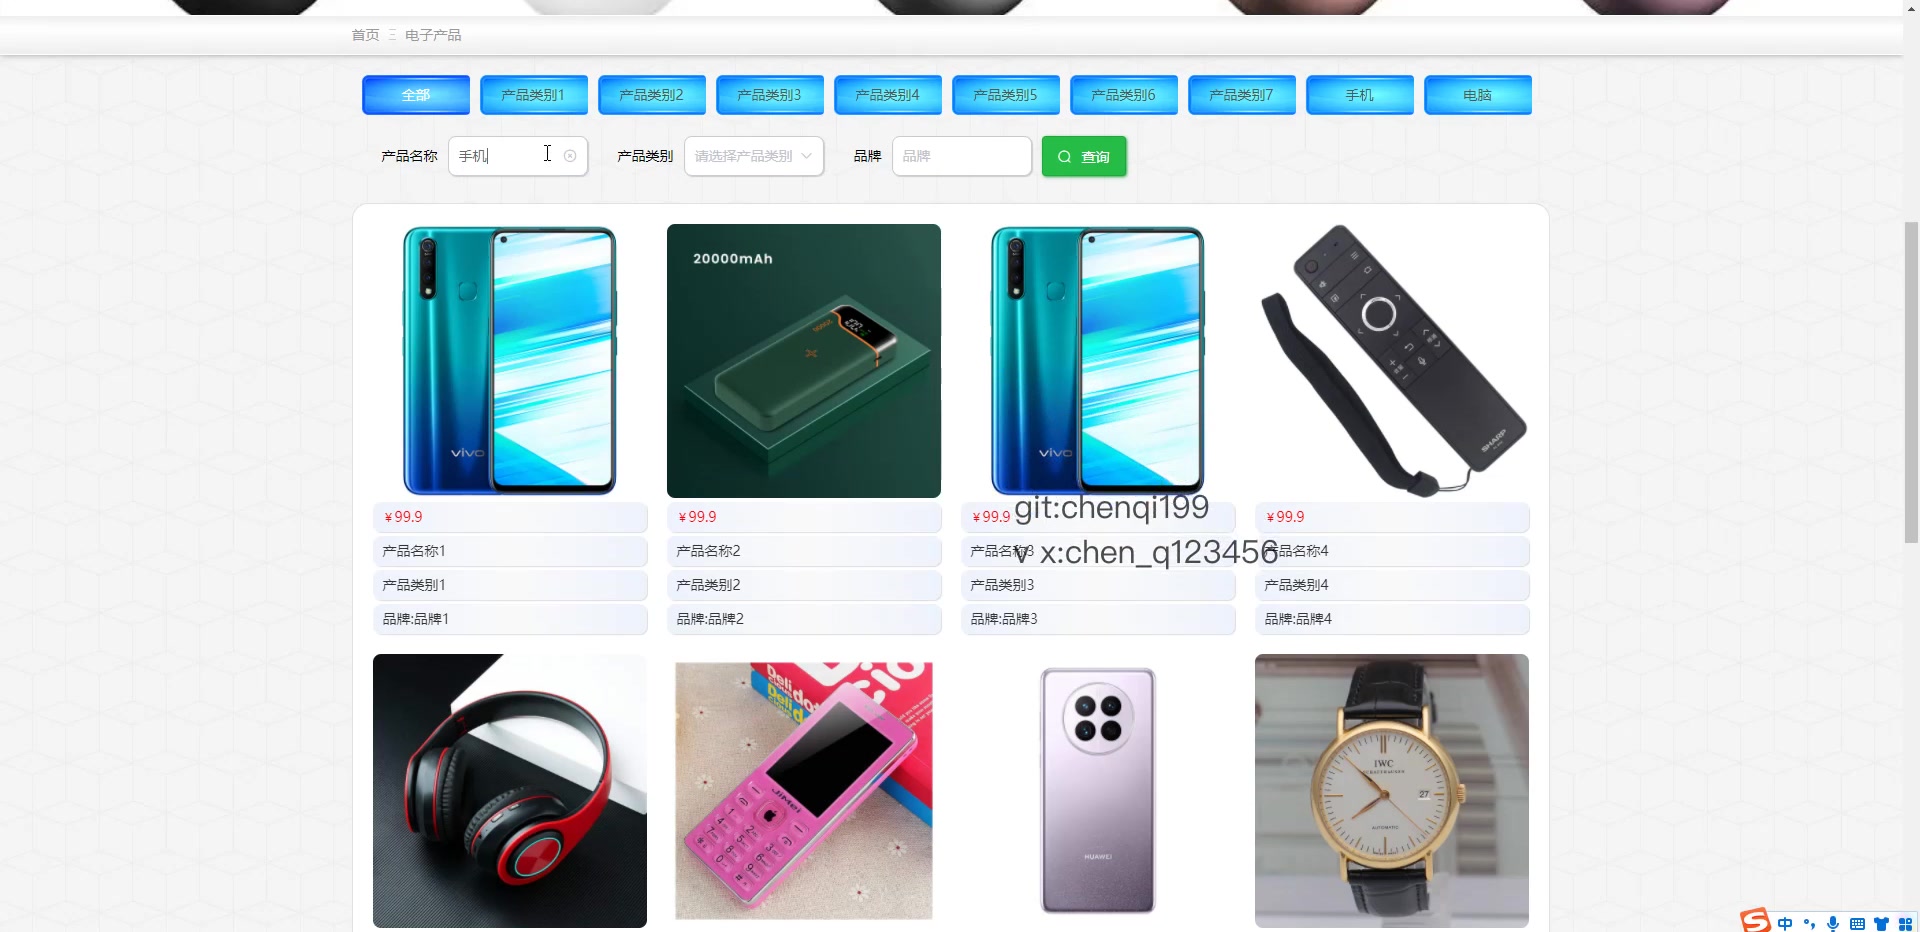 首页 电子产品
全部 产品类别1 产品类别2 产品类别3 产品类别4 产品类别5 产品类别6 产品类别7 手机 电脑
产品名称 手机 产品类别 请选择产品类别 品牌 品牌 查询
20000mAh
vivo vivo SHARP
￥99.9 ￥99.9 ￥99.9 ￥99.9
git:chenqi199
产品名称1 产品名称2 产品名称3 产品名称4
v x:chen_q123456
产品类别1 产品类别2 产品类别3 产品类别4
品牌:品牌1 品牌:品牌2 品牌:品牌3 品牌:品牌4
Deli do
Deli do
JiMei
HUAWEI
IWC
27
AUTOMATIC
中